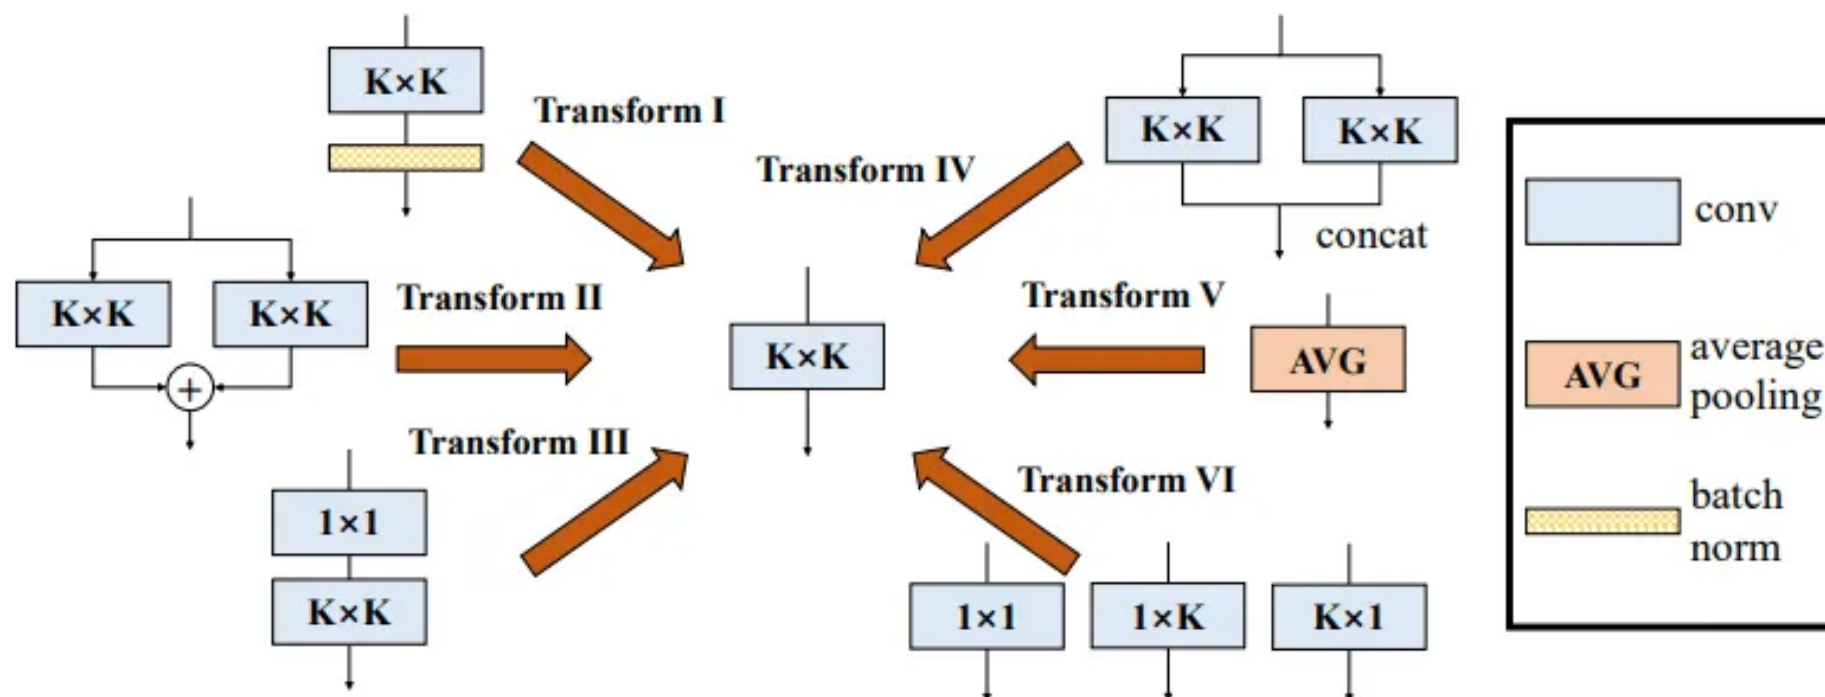 K×K
Transform I
K×K
K×K
Transform II
+
1×1
K×K
Transform III
K×K
K×K
K×K
concat
Transform IV
AVG
Transform V
1×1
1×K
K×1
Transform VI
conv
AVG
average
pooling
batch
norm